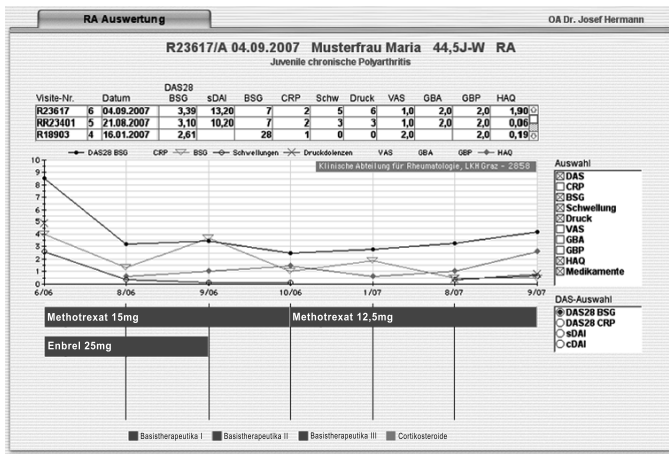 RA Auswertung OA Dr. Josef Hermann
R23617/A 04.09.2007 Musterfrau Maria 44,5J-W RA
Juvenile chronische Polyarthritis
DAS28
Visite-Nr. Datum BSG sDAI BSG CRP Schw Druck VAS GBA GBP HAQ
R23617 6 04.09.2007 3,39 13,20 7 2 5 6 1,0 2,0 2,0 1,90
RR23401 5 21.08.2007 3,10 10,20 7 2 3 3 1,0 2,0 2,0 0,06
R18903 4 16.01.2007 2,61 28 1 0 0 2,0 2,0 0,19
DAS28 BSG CRP BSG Schwellungen Druckdolenzen VAS GBA GBP HAQ
Klinische Abteilung für Rheumatologie, LKH Graz - 2858
10
9
8
7
6
5
4
3
2
1
0
6/06 8/06 9/06 10/06 1/07 8/07 9/07
Auswahl
DAS
CRP
BSG
Schwellung
Druck
VAS
GBA
GBP
HAQ
Medikamente
DAS-Auswahl
DAS28 BSG
DAS28 CRP
sDAI
cDAI
Methotrexat 15mg Methotrexat 12,5mg
Enbrel 25mg
Basistherapeutika I Basistherapeutika II Basistherapeutika III Cortikosteroide